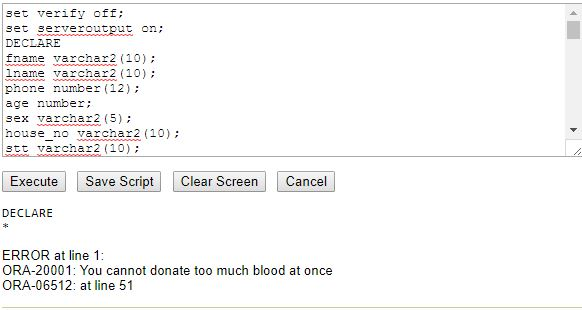 set verify off;
set serveroutput on;
DECLARE
fname varchar2(10);
lname varchar2(10);
phone number(12);
age number;
sex varchar2(5);
house_no varchar2(10);
stt varchar2(10);
Execute Save Script Clear Screen Cancel
DECLARE
*
ERROR at line 1:
ORA-20001: You cannot donate too much blood at once
ORA-06512: at line 51